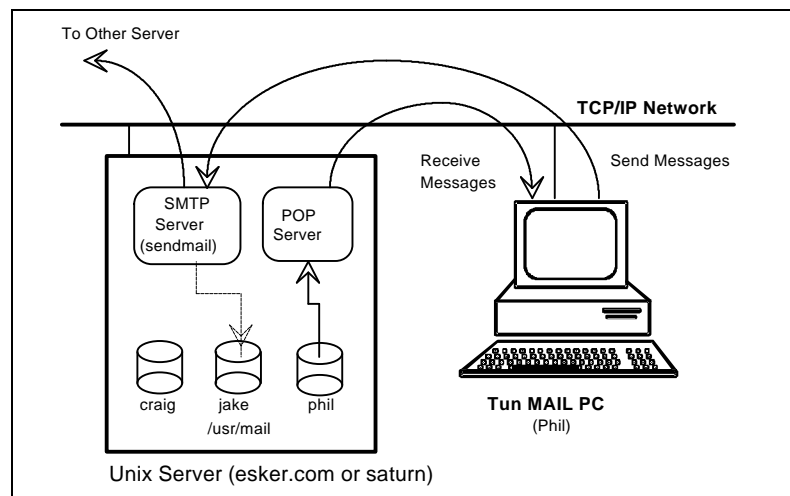 To Other Server
TCP/IP Network
Receive
Messages
Send Messages
SMTP
Server
(sendmail)
POP
Server
craig
jake
phil
/usr/mail
Tun MAIL PC
(Phil)
Unix Server (esker.com or saturn)